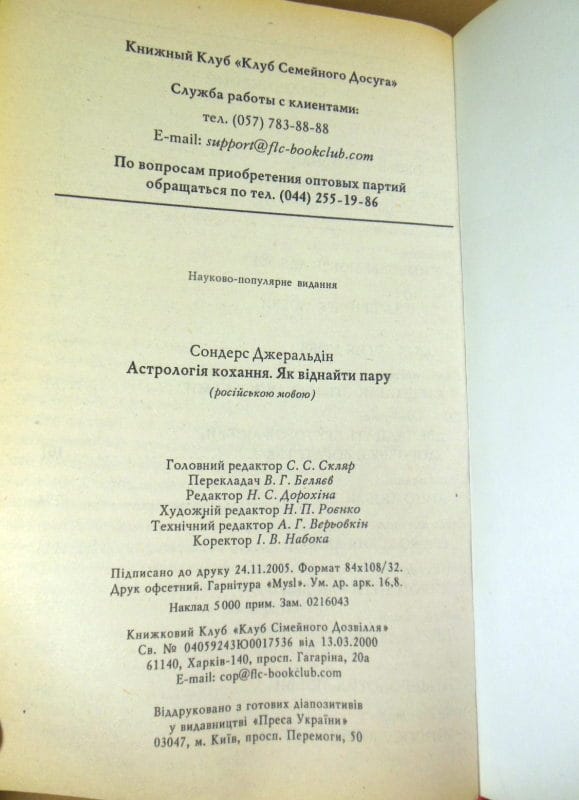 Книжный Клуб «Клуб Семейного Досуга»
Служба работы с клиентами:
тел. (057) 783-88-88
E-mail: support@flc-bookclub.com
По вопросам приобретения оптовых партий
обращаться по тел. (044) 255-19-86
Науково-популярне видання
Сондерс Джеральдін
Астрологія кохання. Як віднайти пару
(російською мовою)
Головний редактор С. С. Скляр
Перекладач В. Г. Беляєв
Редактор Н. С. Дорохіна
Художній редактор Н. П. Роєнко
Технічний редактор А. Г. Верьовкін
Коректор І. В. Набока
Підписано до друку 24.11.2005. Формат 84х108/32.
Друк офсетний. Гарнітура «Mysl». Ум. др. арк. 16,8.
Наклад 5 000 прим. Зам. 0216043
Книжковий Клуб «Клуб Сімейного Дозвілля»
Св. № 04059243Ю0017536 від 13.03.2000
61140, Харків-140, просп. Гагаріна, 20а
E-mail: cop@flc-bookclub.com
Віддруковано з готових діапозитивів
у видавництві «Преса України»
03047, м. Київ, просп. Перемоги, 50